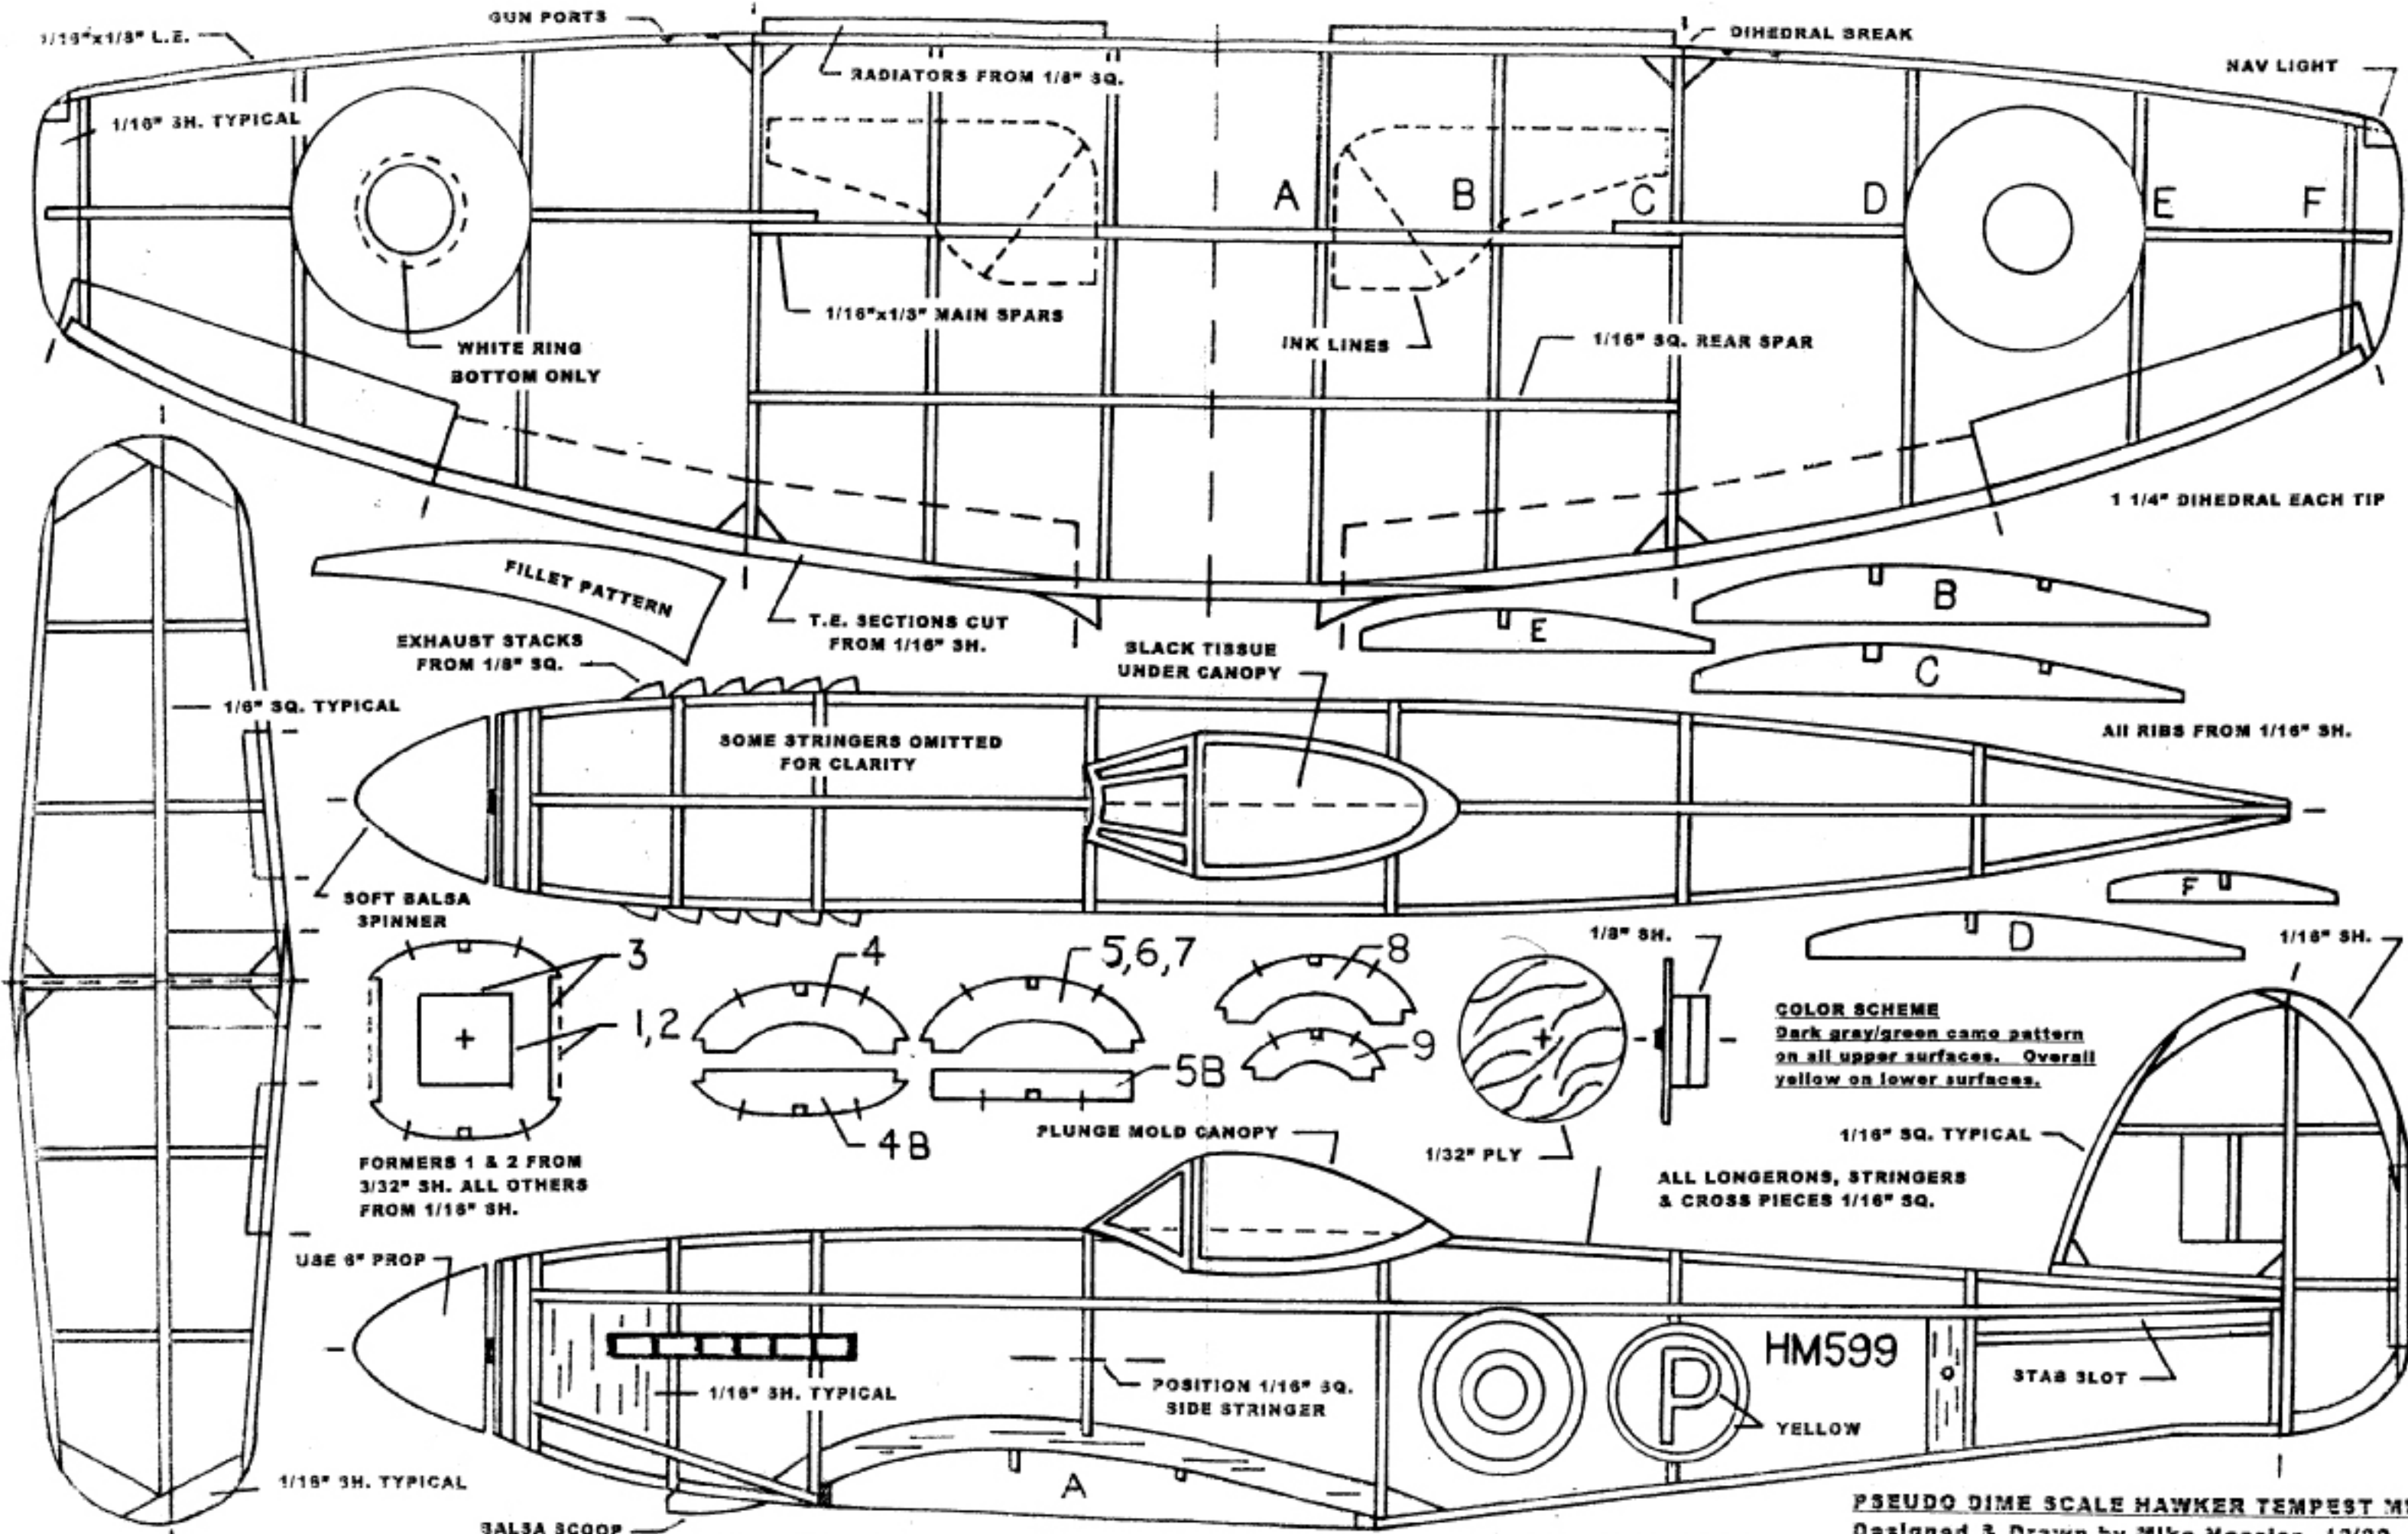 1/16"x1/8" L.E.
GUN PORTS
RADIATORS FROM 1/8" SQ.
DIHEDRAL BREAK
NAV LIGHT
1/16" SH. TYPICAL
A
B
C
D
E
F
1/16"x1/8" MAIN SPARS
WHITE RING
BOTTOM ONLY
INK LINES
1/16" SQ. REAR SPAR
1 1/4" DIHEDRAL EACH TIP
FILLET PATTERN
T.E. SECTIONS CUT
FROM 1/16" SH.
E
B
C
EXHAUST STACKS
FROM 1/8" SQ.
BLACK TISSUE
UNDER CANOPY
SQ. TYPICAL
SOME STRINGERS OMITTED
FOR CLARITY
All RIBS FROM 1/16" SH.
SOFT BALSA
SPINNER
F
D
3
1,2
4
4B
5,6,7
5B
8
9
1/8" SH.
1/16" SH.
COLOR SCHEME
Dark gray/green camo pattern
on all upper surfaces. Overall
yellow on lower surfaces.
FORMERS 1 & 2 FROM
3/32" SH. ALL OTHERS
FROM 1/16" SH.
PLUNGE MOLD CANOPY
1/32" PLY
1/16" SQ. TYPICAL
ALL LONGERONS, STRINGERS
& CROSS PIECES 1/16" SQ.
USE 6" PROP
1/16" SH. TYPICAL
POSITION 1/16" SQ.
SIDE STRINGER
P
HM599
YELLOW
STAB SLOT
A
1/16" SH. TYPICAL
BALSA SCOOP
PSEUDO DIME SCALE HAWKER TEMPEST
Designed & Drawn by Mike